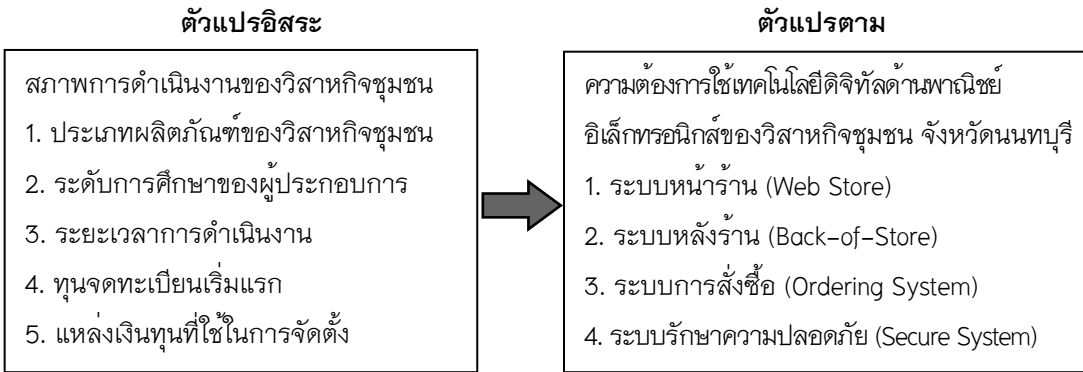 ตัวแปรอิสระ
สภาพการดำเนินงานของวิสาหกิจชุมชน
1. ประเภทผลิตภัณฑ์ของวิสาหกิจชุมชน
2. ระดับการศึกษาของผู้ประกอบการ
3. ระยะเวลาการดำเนินงาน
4. ทุนจดทะเบียนเริ่มแรก
5. แหล่งเงินทุนที่ใช้ในการจัดตั้ง
ตัวแปรตาม
ความต้องการใช้เทคโนโลยีดิจิทัลด้านพาณิชย์
อิเล็กทรอนิกส์ของวิสาหกิจชุมชน จังหวัดนนทบุรี
1. ระบบหน้าร้าน (Web Store)
2. ระบบหลังร้าน (Back-of-Store)
3. ระบบการสั่งซื้อ (Ordering System)
4. ระบบรักษาความปลอดภัย (Secure System)